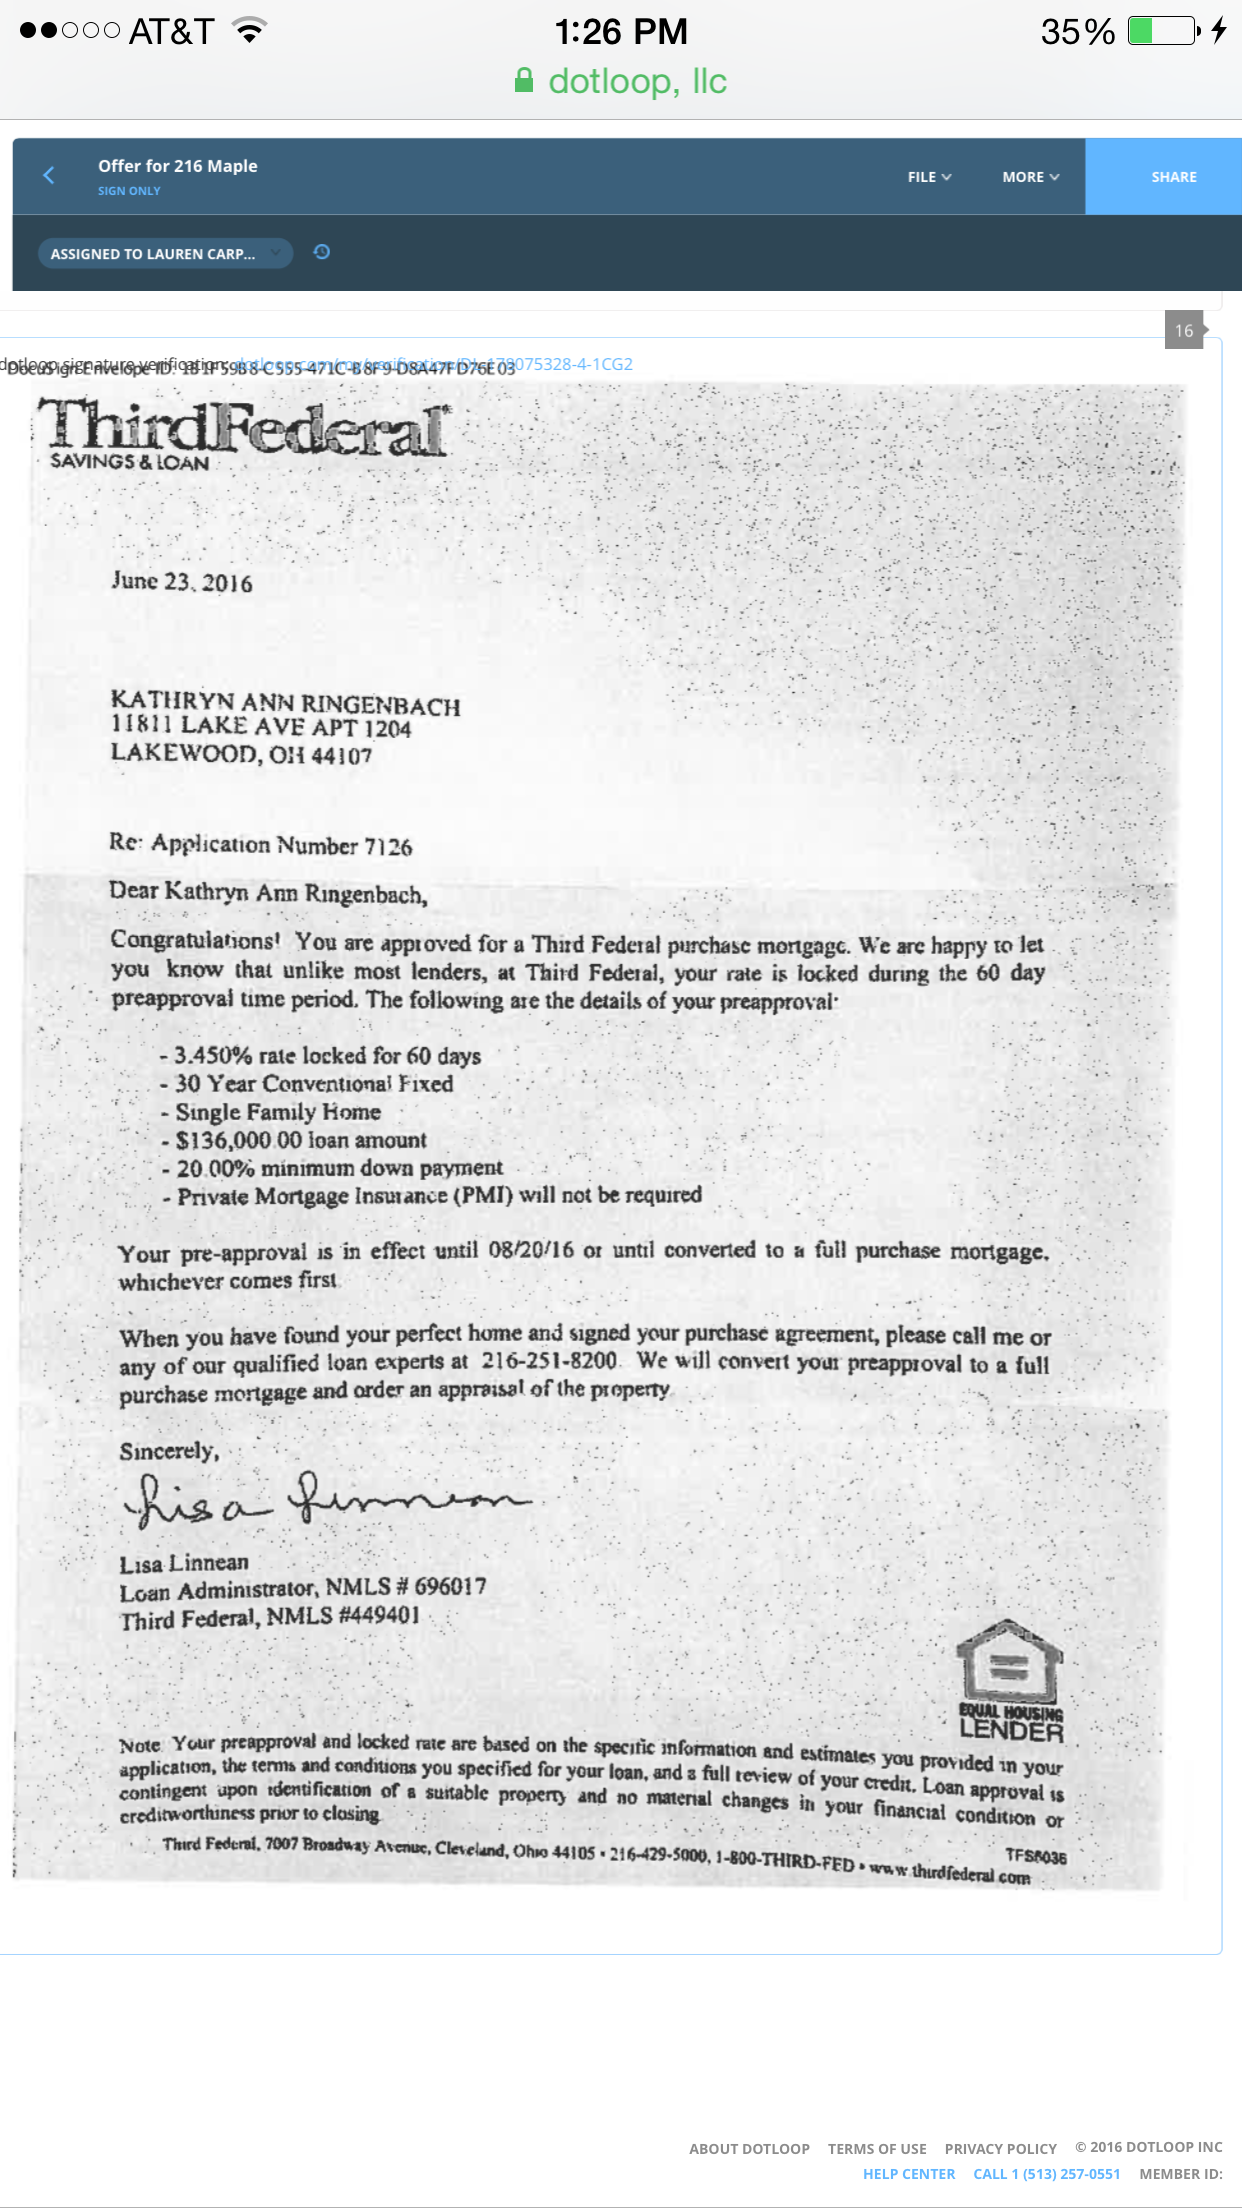 AT&T 1:26 PM 35%
dotloop, llc
Offer for 216 Maple
SIGN ONLY
FILE MORE SHARE
ASSIGNED TO LAUREN CARP...
16
dotloop signature verification: dotloop.com/my/verification/DL-178075328-4-1CG2
DocuSign Envelope ID: 1B1F59B8-C555-471C-B8F9-D8A47FD76E03
ThirdFederal
SAVINGS & LOAN
June 23, 2016
KATHRYN ANN RINGENBACH
11811 LAKE AVE APT 1204
LAKEWOOD, OH 44107
Re: Application Number 7126
Dear Kathryn Ann Ringenbach,
Congratulations! You are approved for a Third Federal purchase mortgage. We are happy to let
you know that unlike most lenders, at Third Federal, your rate is locked during the 60 day
preapproval time period. The following are the details of your preapproval:
- 3.450% rate locked for 60 days
- 30 Year Conventional Fixed
- Single Family Home
- $136,000.00 loan amount
- 20.00% minimum down payment
- Private Mortgage Insurance (PMI) will not be required
Your pre-approval is in effect until 08/20/16 or until converted to a full purchase mortgage,
whichever comes first.
When you have found your perfect home and signed your purchase agreement, please call me or
any of our qualified loan experts at 216-251-8200. We will convert your preapproval to a full
purchase mortgage and order an appraisal of the property.
Sincerely,
Lisa Linnean
Lisa Linnean
Loan Administrator, NMLS # 696017
Third Federal, NMLS #449401
EQUAL HOUSING
LENDER
Note: Your preapproval and locked rate are based on the specific information and estimates you provided in your
application, the terms and conditions you specified for your loan, and a full review of your credit. Loan approval is
contingent upon identification of a suitable property and no material changes in your financial condition or
creditworthiness prior to closing.
Third Federal, 7007 Broadway Avenue, Cleveland, Ohio 44105 • 216-429-5000, 1-800-THIRD-FED • www.thirdfederal.com
TFS6036
ABOUT DOTLOOP TERMS OF USE PRIVACY POLICY © 2016 DOTLOOP INC
HELP CENTER CALL 1 (513) 257-0551 MEMBER ID: